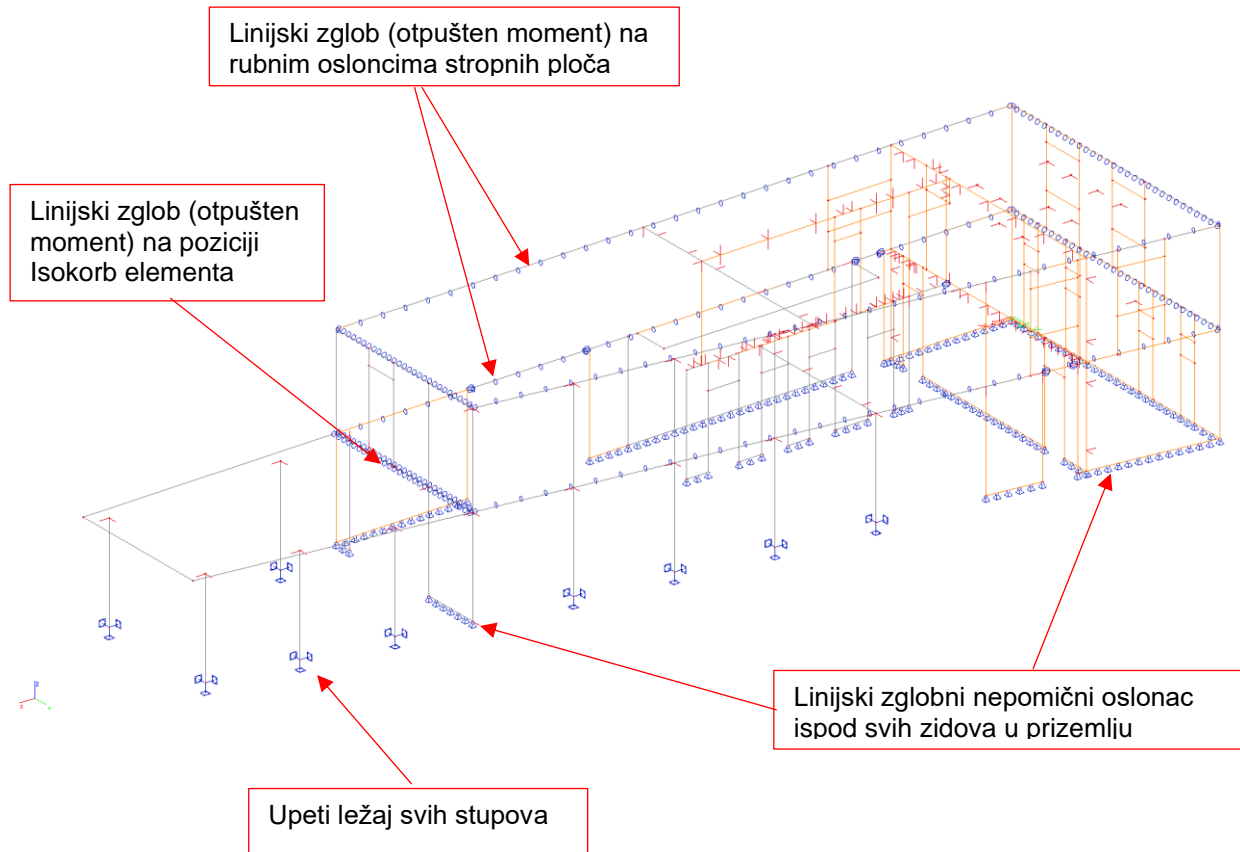 Linijski zglob (otpušten moment) na
rubnim osloncima stropnih ploča
Linijski zglob (otpušten
moment) na poziciji
Isokorb elementa
Linijski zglobni nepomični oslonac
ispod svih zidova u prizemlju
Upeti ležaj svih stupova